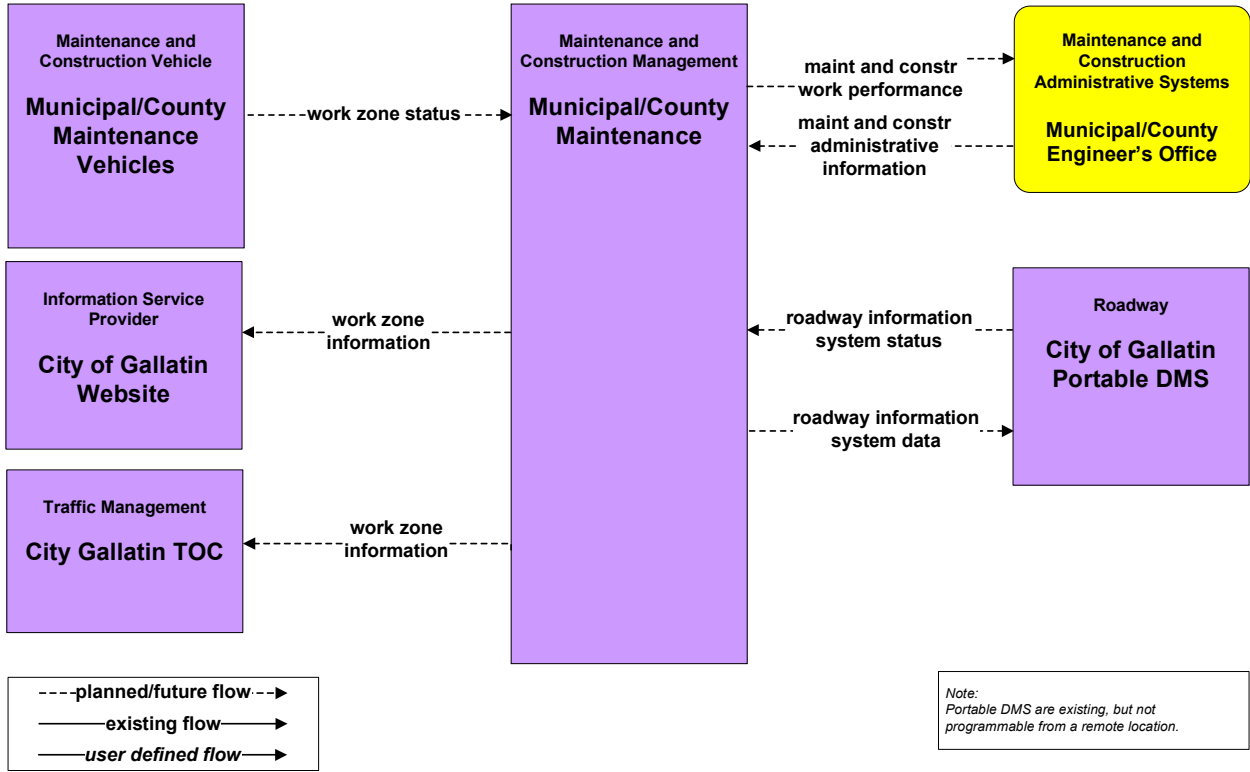 Maintenance and
Construction Vehicle
Municipal/County
Maintenance
Vehicles
work zone status
Maintenance and
Construction Management
Municipal/County
Maintenance
maint and constr
work performance
maint and constr
administrative
information
Maintenance and
Construction
Administrative Systems
Municipal/County
Engineer's Office
Information Service
Provider
City of Gallatin
Website
work zone
information
roadway information
system status
roadway information
system data
Roadway
City of Gallatin
Portable DMS
Traffic Management
City Gallatin TOC
work zone
information
planned/future flow
existing flow
user defined flow
Note:
Portable DMS are existing, but not
programmable from a remote location.